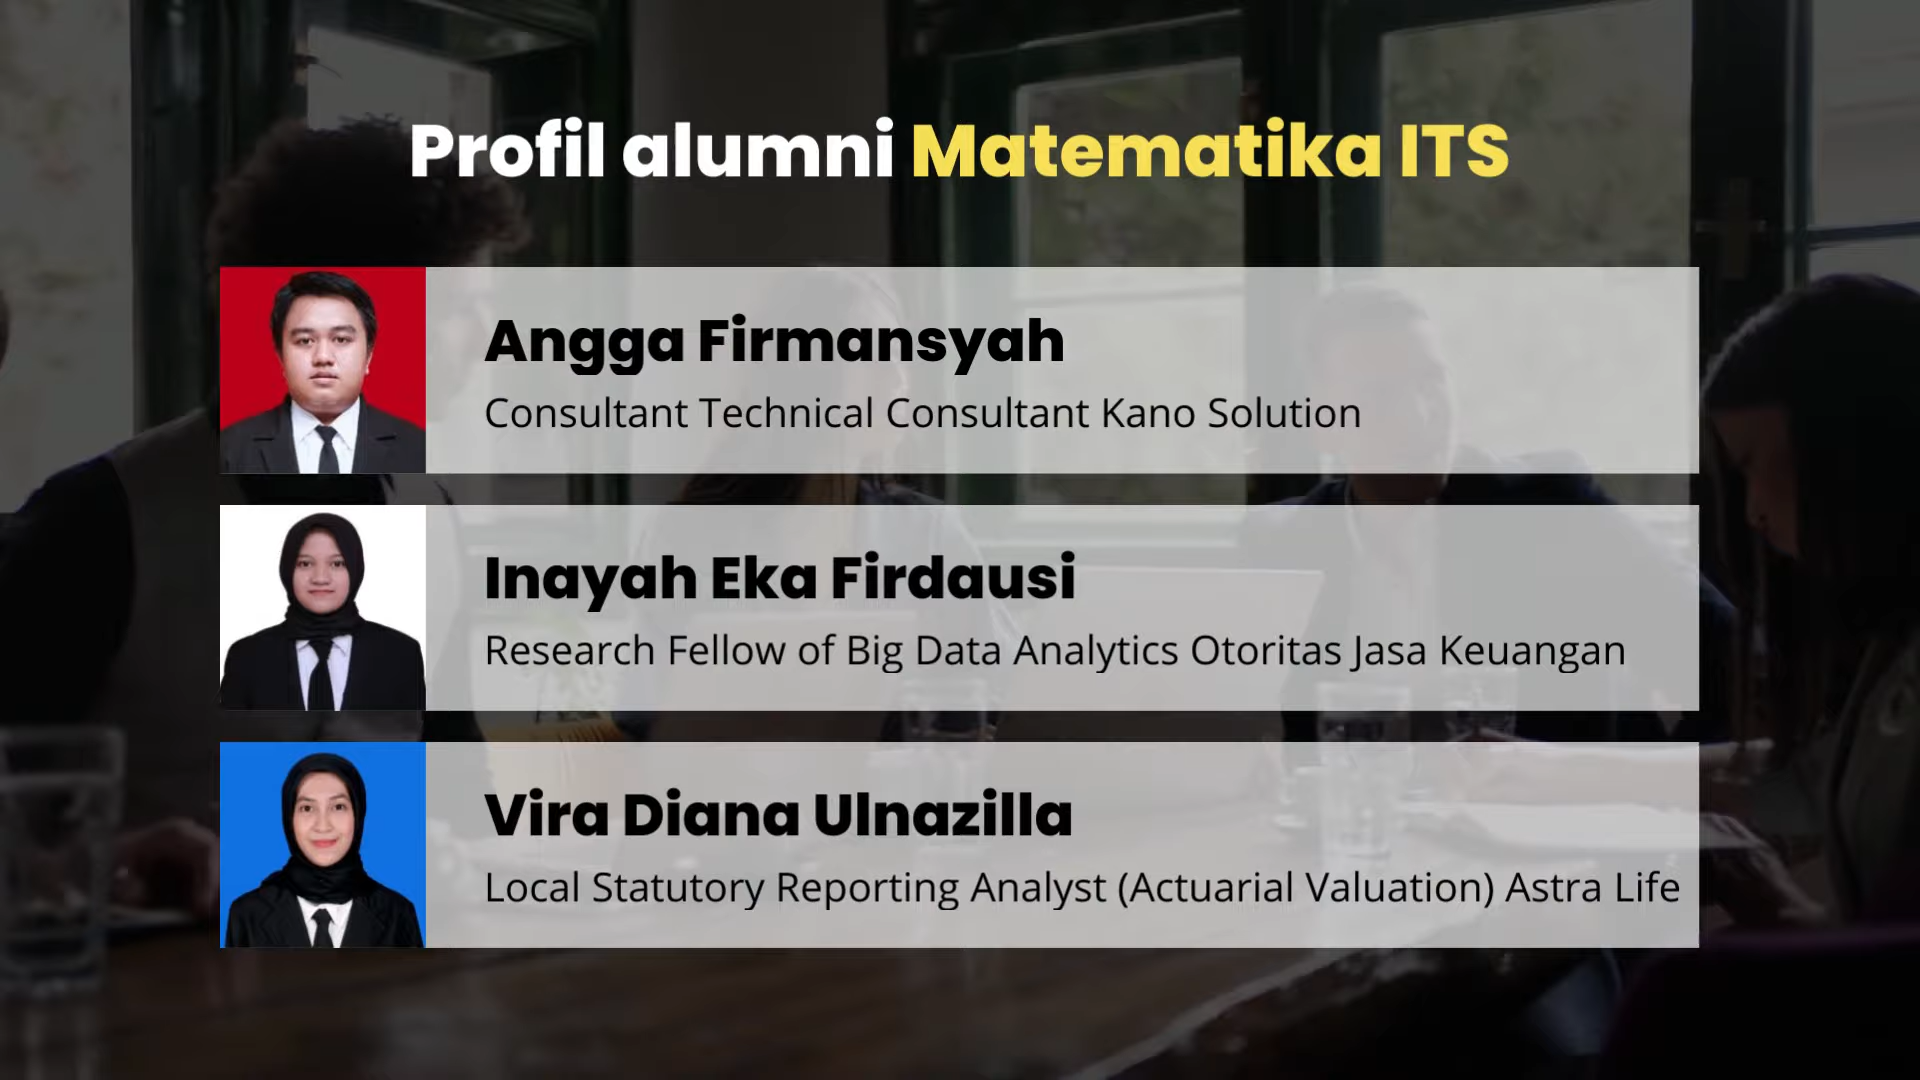 Profil alumni Matematika ITS
Angga Firmansyah
Consultant Technical Consultant Kano Solution
Inayah Eka Firdausi
Research Fellow of Big Data Analytics Otoritas Jasa Keuangan
Vira Diana Ulnazilla
Local Statutory Reporting Analyst (Actuarial Valuation) Astra Life